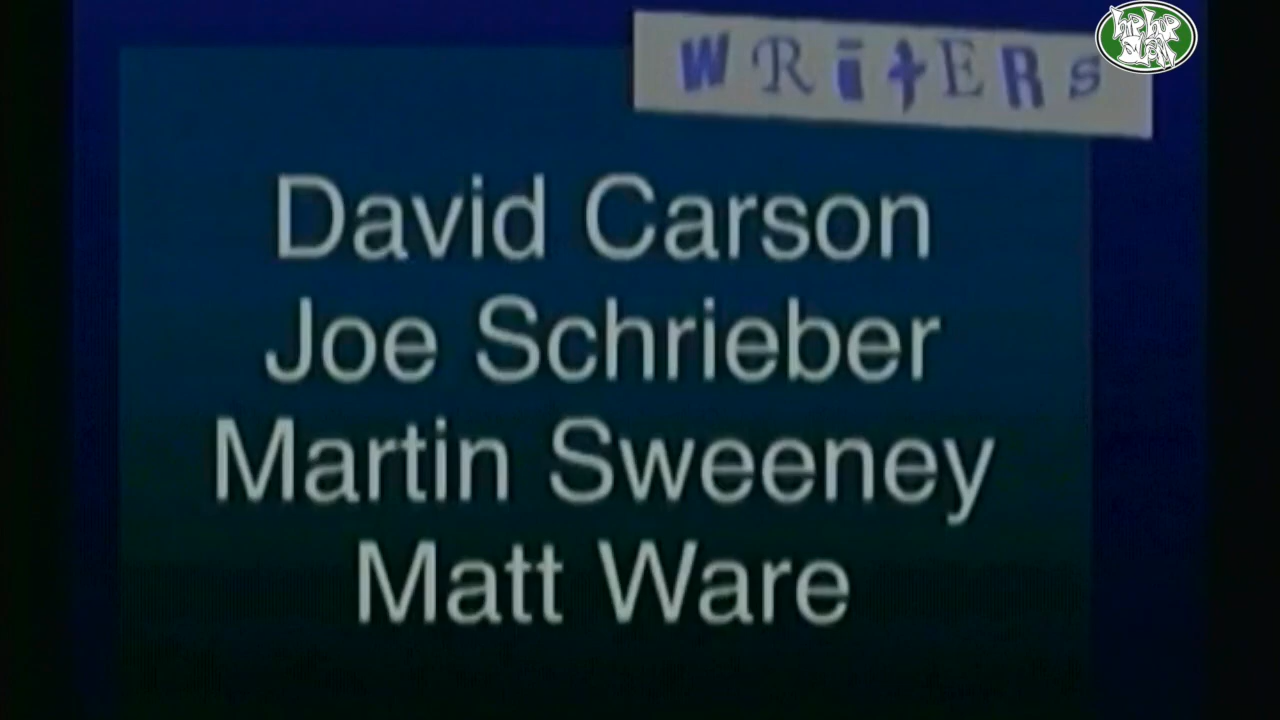 WRiTERS
David Carson
Joe Schrieber
Martin Sweeney
Matt Ware